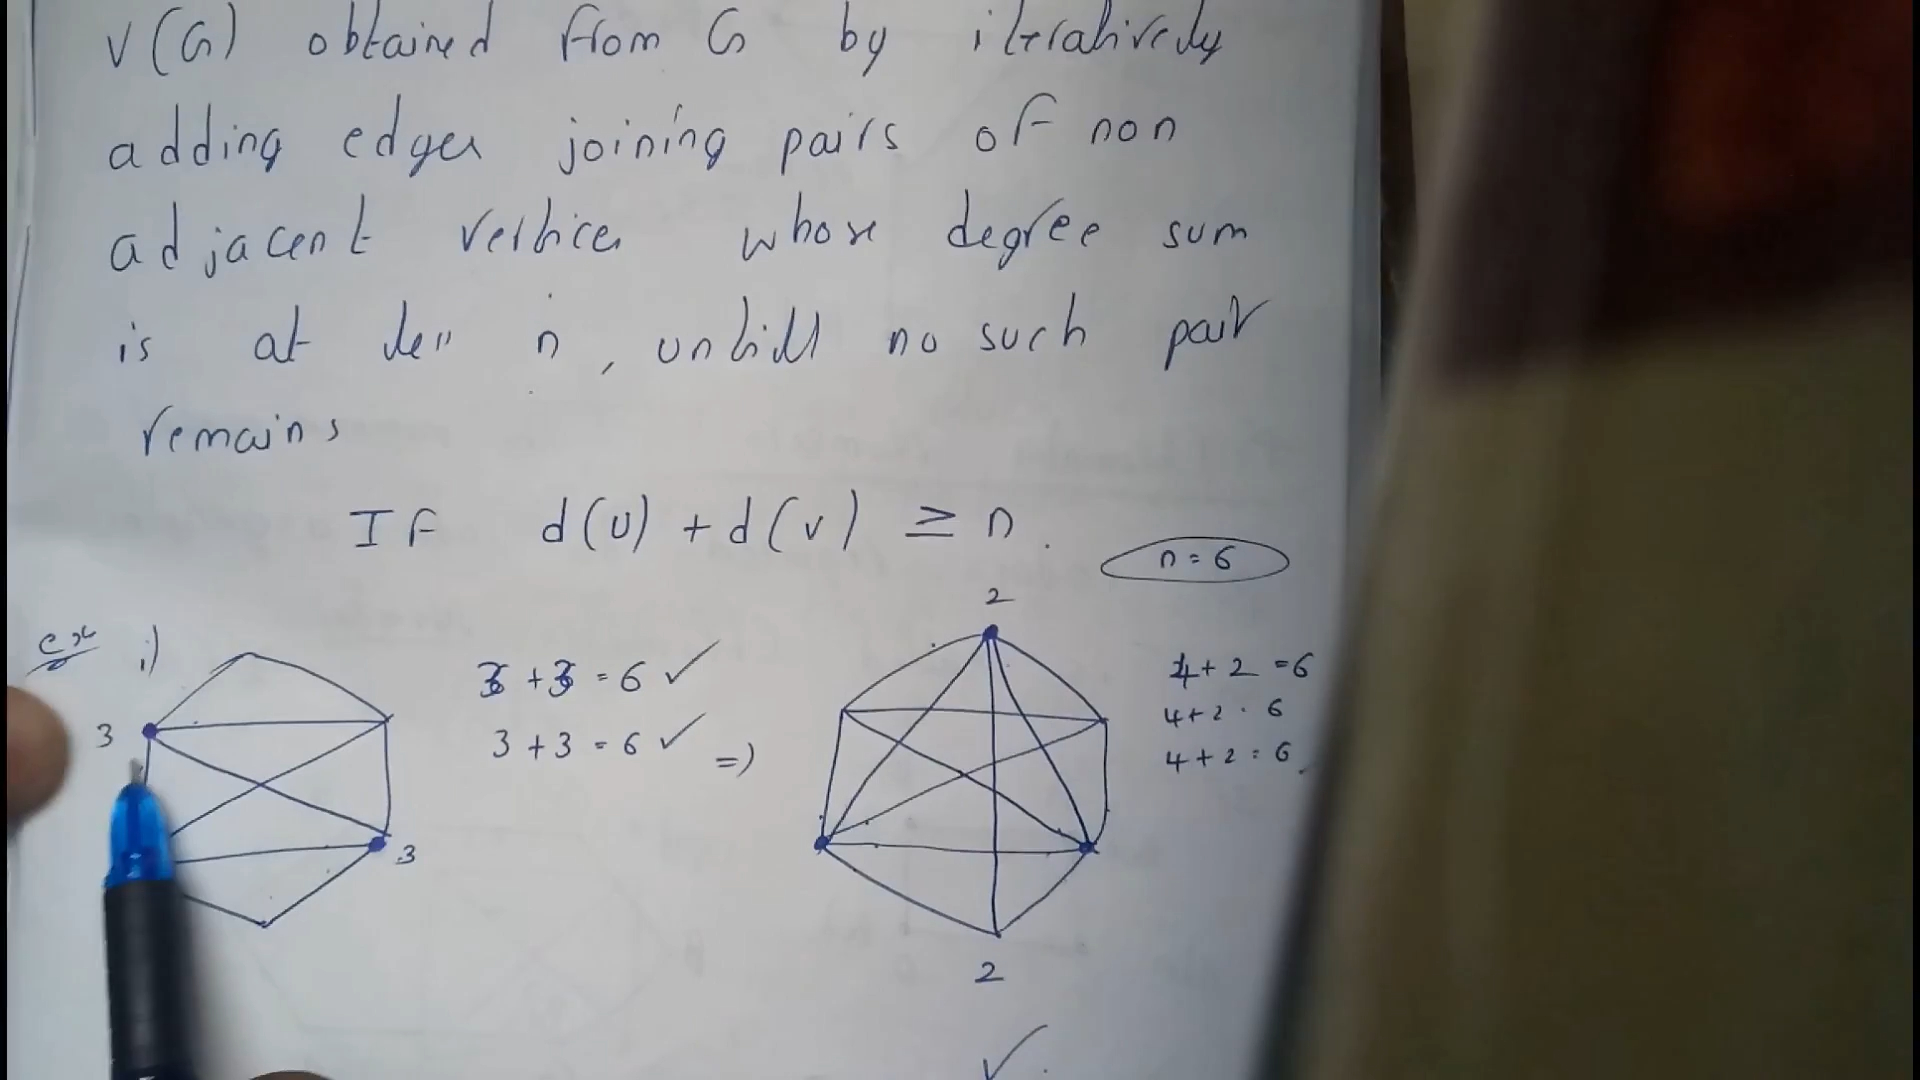 V(G) obtained from G by iteratively
adding edges joining pairs of non
adjacent vertices whose degree sum
is at n, untill no such pair
remains
IF d(u) + d(v) ≥ n.
n = 6
ex i)
3 + 3 = 6 ✓
3 + 3 = 6 ✓
=)
3
3
2
2
4 + 2 = 6
4 + 2 = 6
4 + 2 = 6
✓